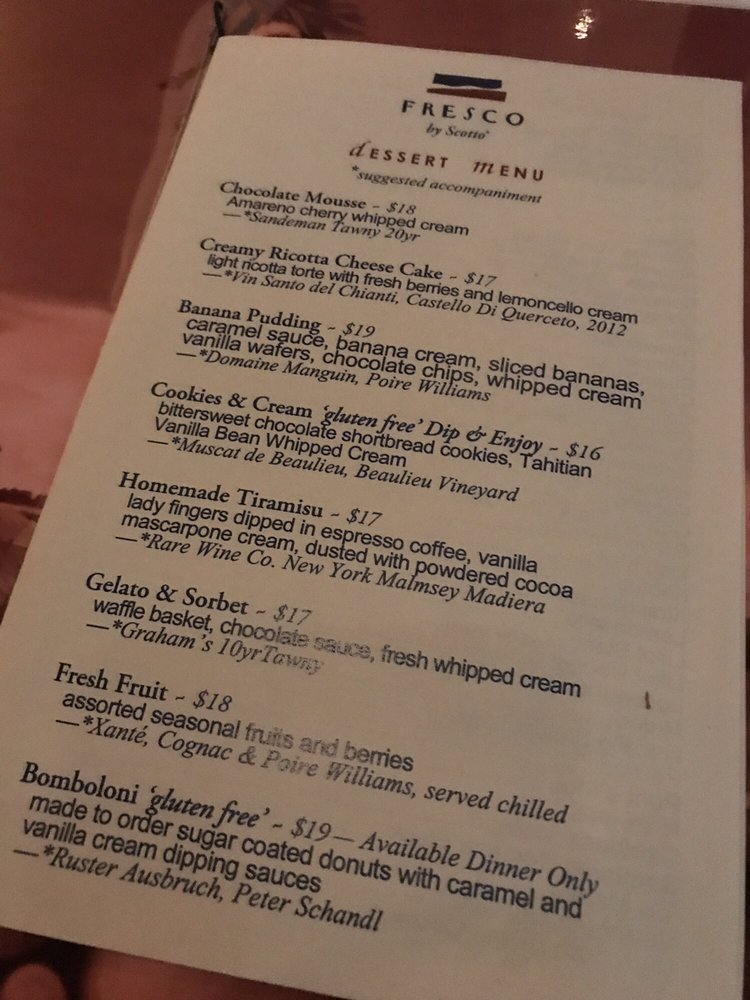 FRESCO
by Scotto®
dESSERT mENU
*suggested accompaniment
Chocolate Mousse ~ $18
Amareno cherry whipped cream
—*Sandeman Tawny 20yr
Creamy Ricotta Cheese Cake ~ $17
light ricotta torte with fresh berries and lemoncello cream
—*Vin Santo del Chianti, Castello Di Querceto, 2012
Banana Pudding ~ $19
caramel sauce, banana cream, sliced bananas,
vanilla wafers, chocolate chips, whipped cream
—*Domaine Manguin, Poire Williams
Cookies & Cream ‘gluten free’ Dip & Enjoy ~ $16
bittersweet chocolate shortbread cookies, Tahitian
Vanilla Bean Whipped Cream
—*Muscat de Beaulieu, Beaulieu Vineyard
Homemade Tiramisu ~ $17
lady fingers dipped in espresso coffee, vanilla
mascarpone cream, dusted with powdered cocoa
—*Rare Wine Co. New York Malmsey Madiera
Gelato & Sorbet ~ $17
waffle basket, chocolate sauce, fresh whipped cream
—*Graham’s 10yrTawny
Fresh Fruit ~ $18
assorted seasonal fruits and berries
—*Xanté, Cognac & Poire Williams, served chilled
Bomboloni ‘gluten free’ ~ $19— Available Dinner Only
made to order sugar coated donuts with caramel and
vanilla cream dipping sauces
—*Ruster Ausbruch, Peter Schandl